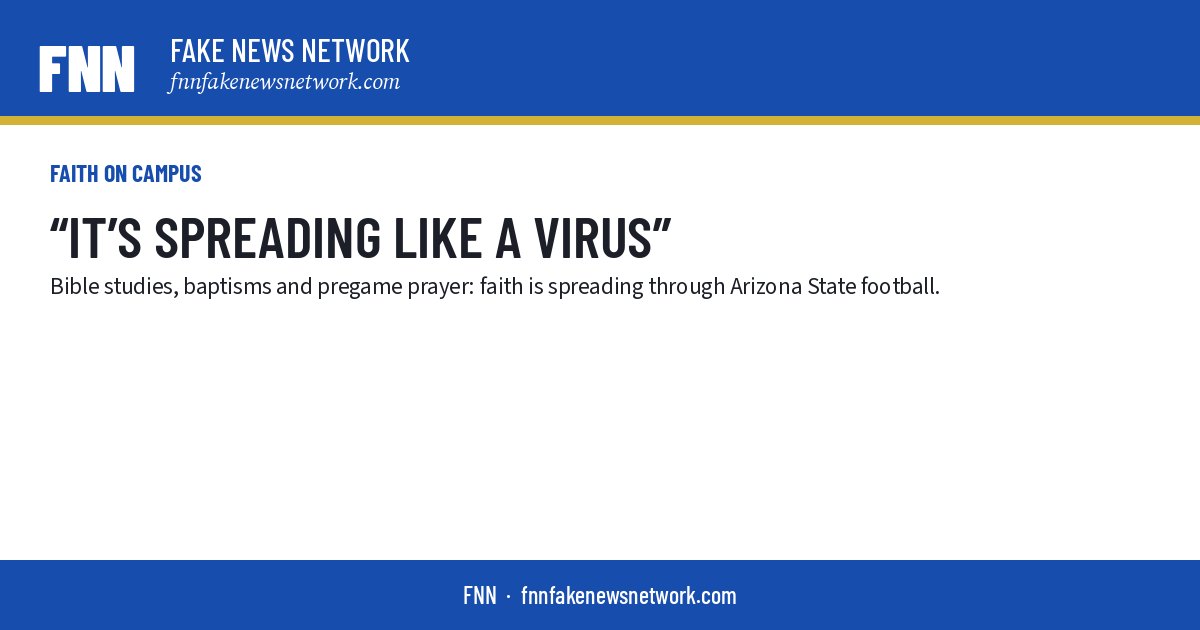 FNN
FAKE NEWS NETWORK
fnnfakenewsnetwork.com
FAITH ON CAMPUS
“IT’S SPREADING LIKE A VIRUS”
Bible studies, baptisms and pregame prayer: faith is spreading through Arizona State football.
FNN · fnnfakenewsnetwork.com